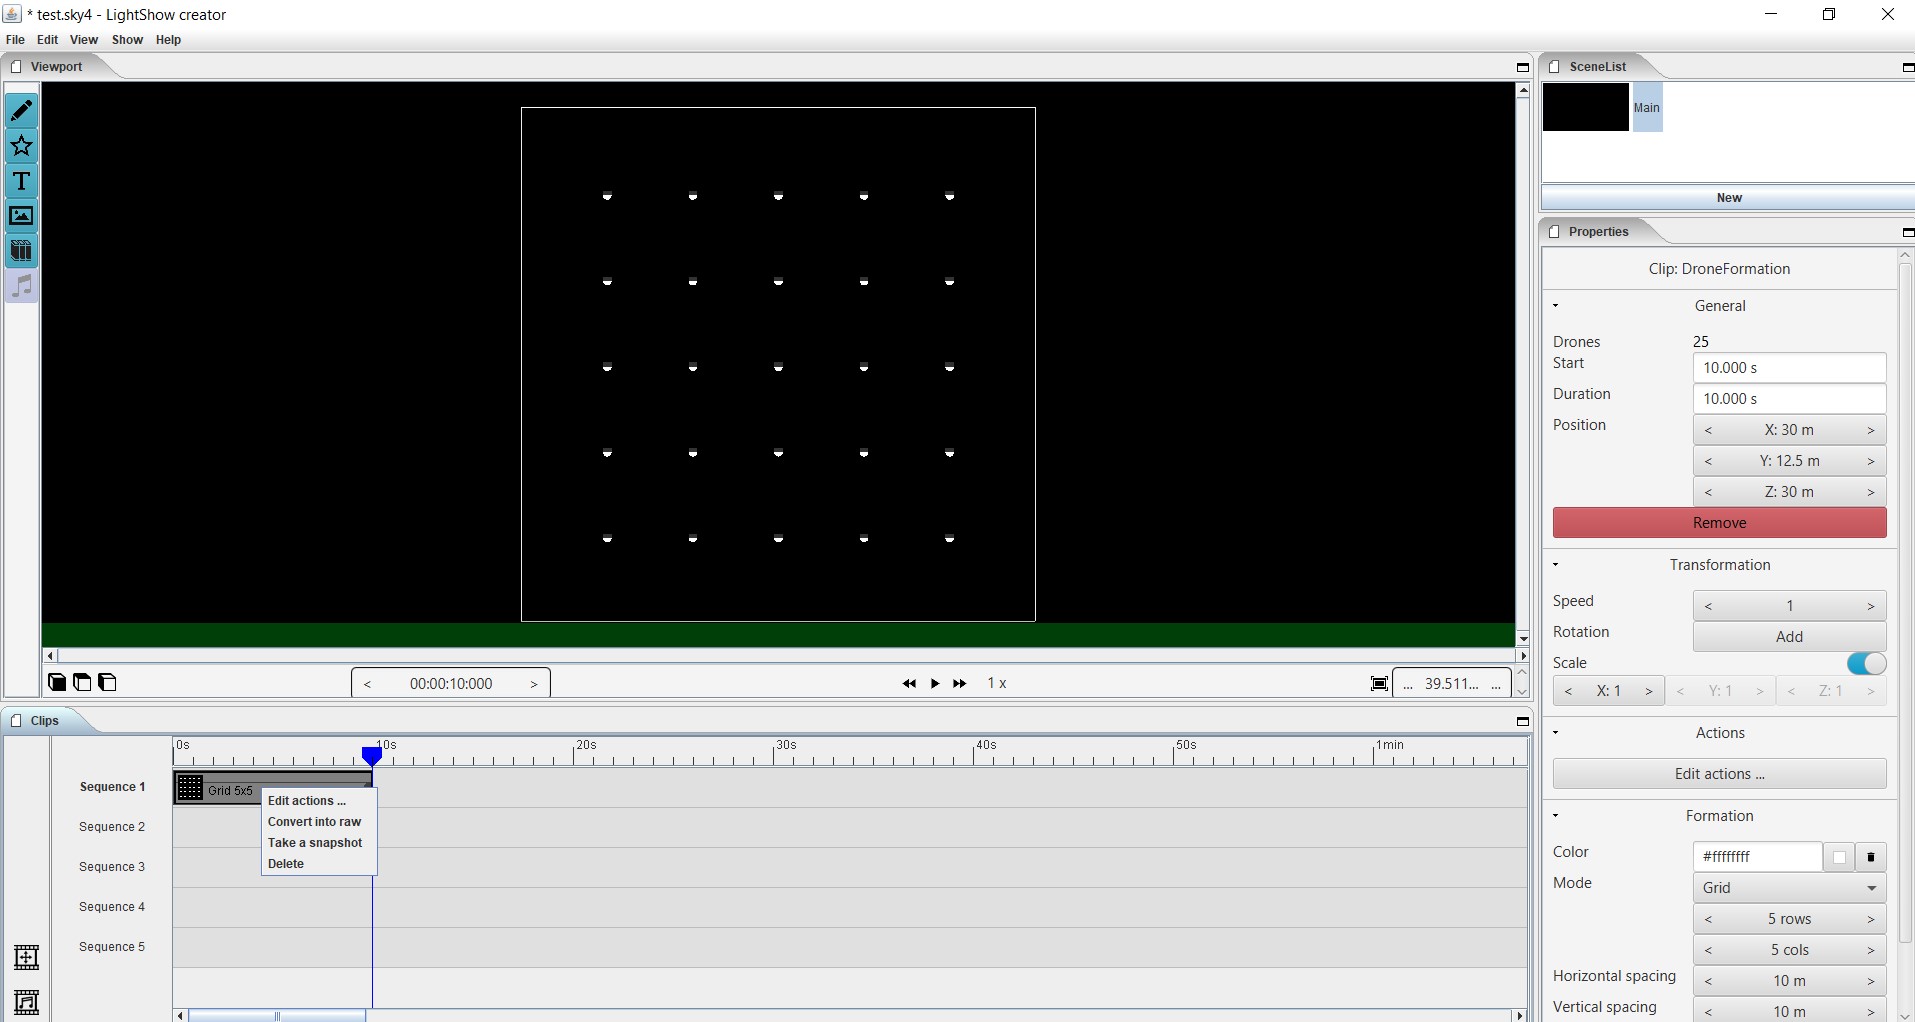 * test.sky4 - LightShow creator
File Edit View Show Help
Viewport
SceneList
Main
New
T
Properties
Clip: DroneFormation
General
Drones 25
Start 10.000 s
Duration 10.000 s
Position < X: 30 m >
< Y: 12.5 m >
< Z: 30 m >
Remove
Transformation
Speed < 1 >
Rotation Add
Scale
< X: 1 > < Y: 1 > < Z: 1 >
Actions
Edit actions ...
Formation
Color #ffffffff
Mode Grid
< 5 rows >
< 5 cols >
Horizontal spacing < 10 m >
Vertical spacing < 10 m >
< 00:00:10:000 >
1 x
... 39.511... ...
Clips
0s 10s 20s 30s 40s 50s 1min
Sequence 1
Grid 5x5
Edit actions ...
Convert into raw
Take a snapshot
Delete
Sequence 2
Sequence 3
Sequence 4
Sequence 5